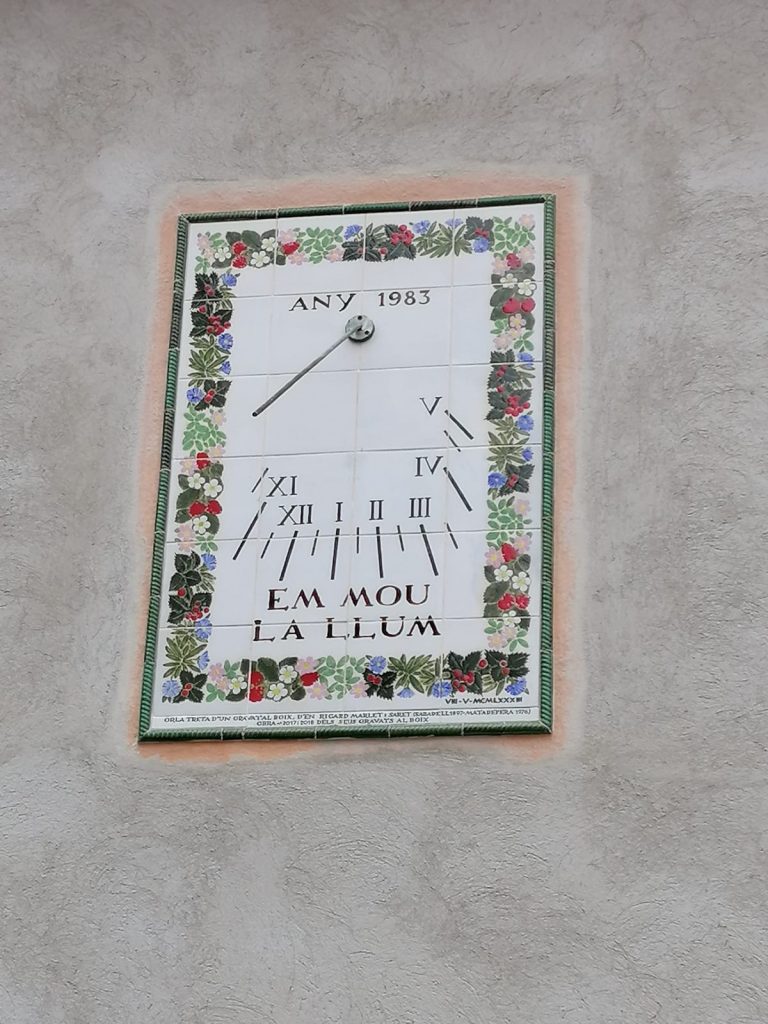 ANY 1983
V
IV
XI
XII I II III
EM MOU
LA LLUM
VIII-V-MCMLXXXIII
ORLA TRETA D'UN GRAVAT AL BOIX, D'EN RICARD MARLET I SARET (SABADELL 1897-MATADEPERA 1976)
OBRA 2017/2018 DELS SEUS GRAVATS AL BOIX